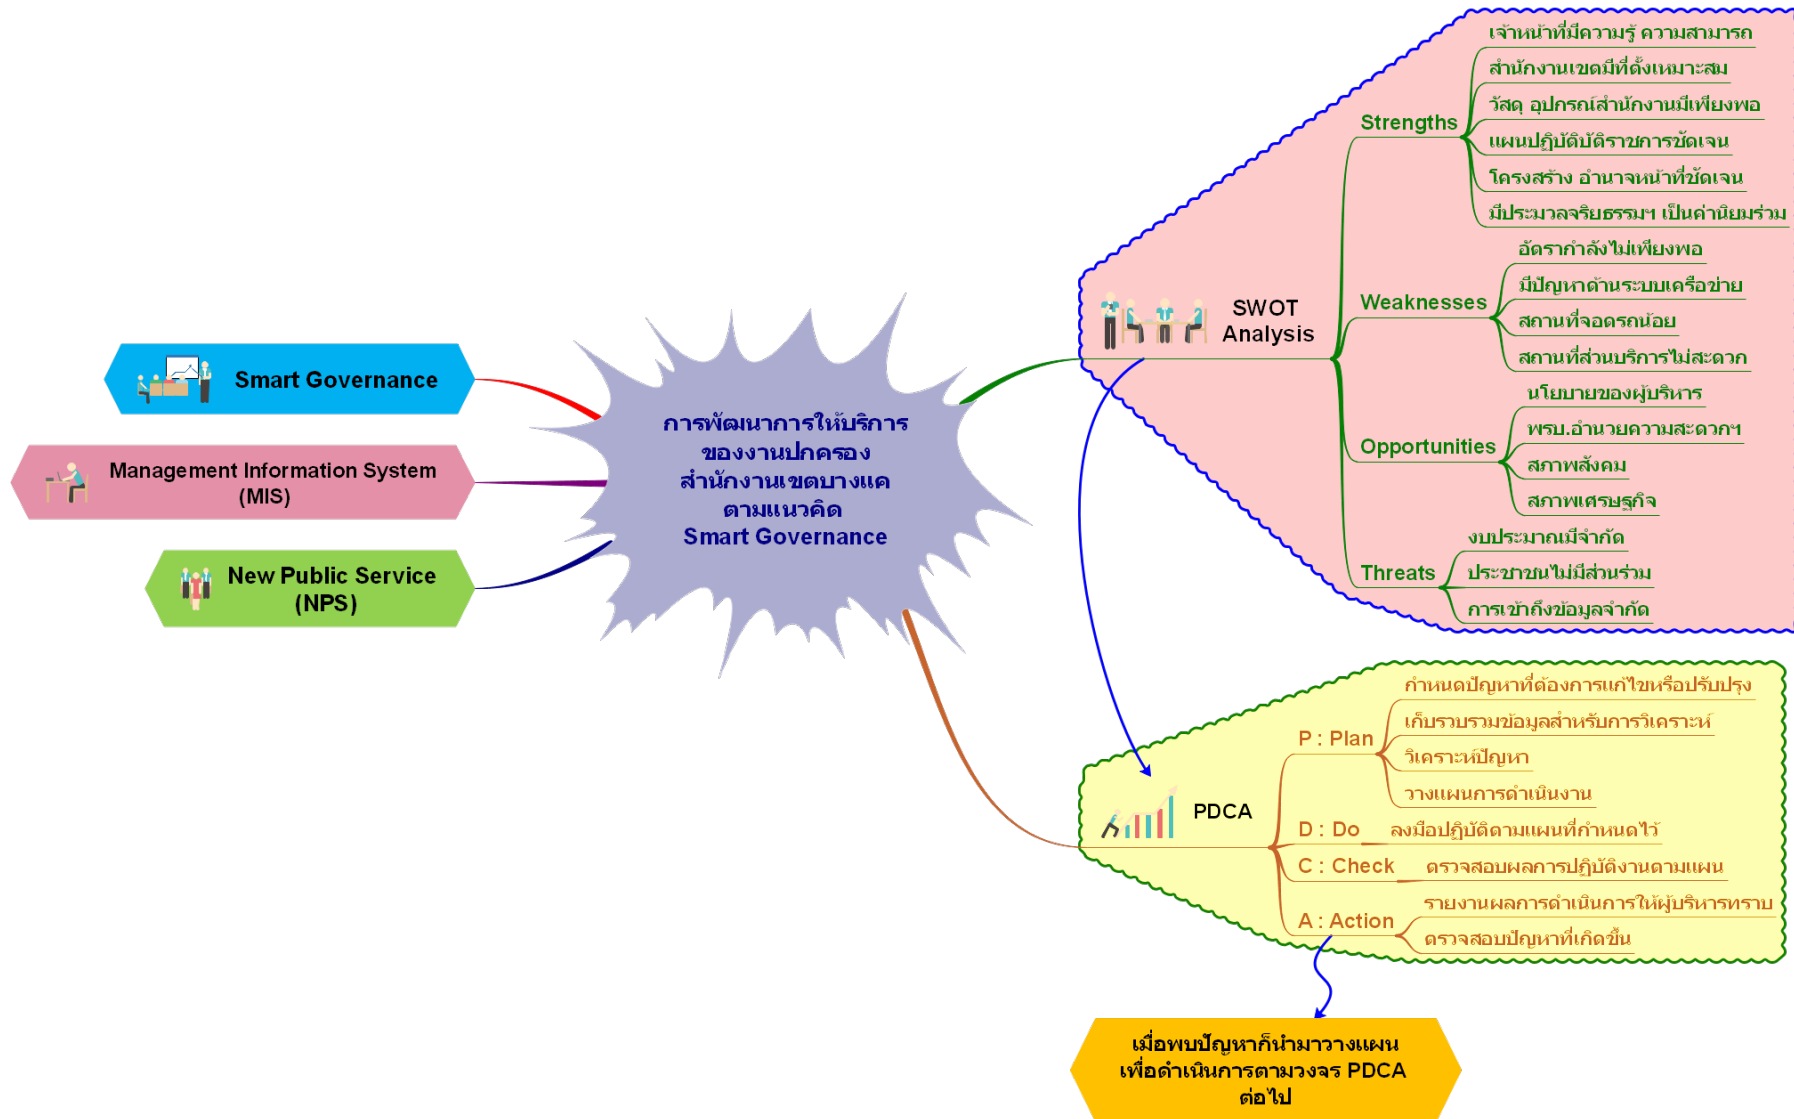 Smart Governance
Management Information System
(MIS)
New Public Service
(NPS)
การพัฒนาการให้บริการ
ของงานปกครอง
สำนักงานเขตบางแค
ตามแนวคิด
Smart Governance
SWOT
Analysis
Strengths
เจ้าหน้าที่มีความรู้ ความสามารถ
สำนักงานเขตมีที่ตั้งเหมาะสม
วัสดุ อุปกรณ์สำนักงานมีเพียงพอ
แผนปฏิบัติบัติราชการชัดเจน
โครงสร้าง อำนาจหน้าที่ชัดเจน
มีประมวลจริยธรรมฯ เป็นค่านิยมร่วม
Weaknesses
อัตรากำลังไม่เพียงพอ
มีปัญหาด้านระบบเครือข่าย
สถานที่จอดรถน้อย
สถานที่ส่วนบริการไม่สะดวก
Opportunities
นโยบายของผู้บริหาร
พรบ.อำนวยความสะดวกฯ
สภาพสังคม
สภาพเศรษฐกิจ
Threats
งบประมาณมีจำกัด
ประชาชนไม่มีส่วนร่วม
การเข้าถึงข้อมูลจำกัด
PDCA
P : Plan
กำหนดปัญหาที่ต้องการแก้ไขหรือปรับปรุง
เก็บรวบรวมข้อมูลสำหรับการวิเคราะห์
วิเคราะห์ปัญหา
วางแผนการดำเนินงาน
D : Do
ลงมือปฏิบัติตามแผนที่กำหนดไว้
C : Check
ตรวจสอบผลการปฏิบัติงานตามแผน
A : Action
รายงานผลการดำเนินการให้ผู้บริหารทราบ
ตรวจสอบปัญหาที่เกิดขึ้น
เมื่อพบปัญหาก็นำมาวางแผน
เพื่อดำเนินการตามวงจร PDCA
ต่อไป